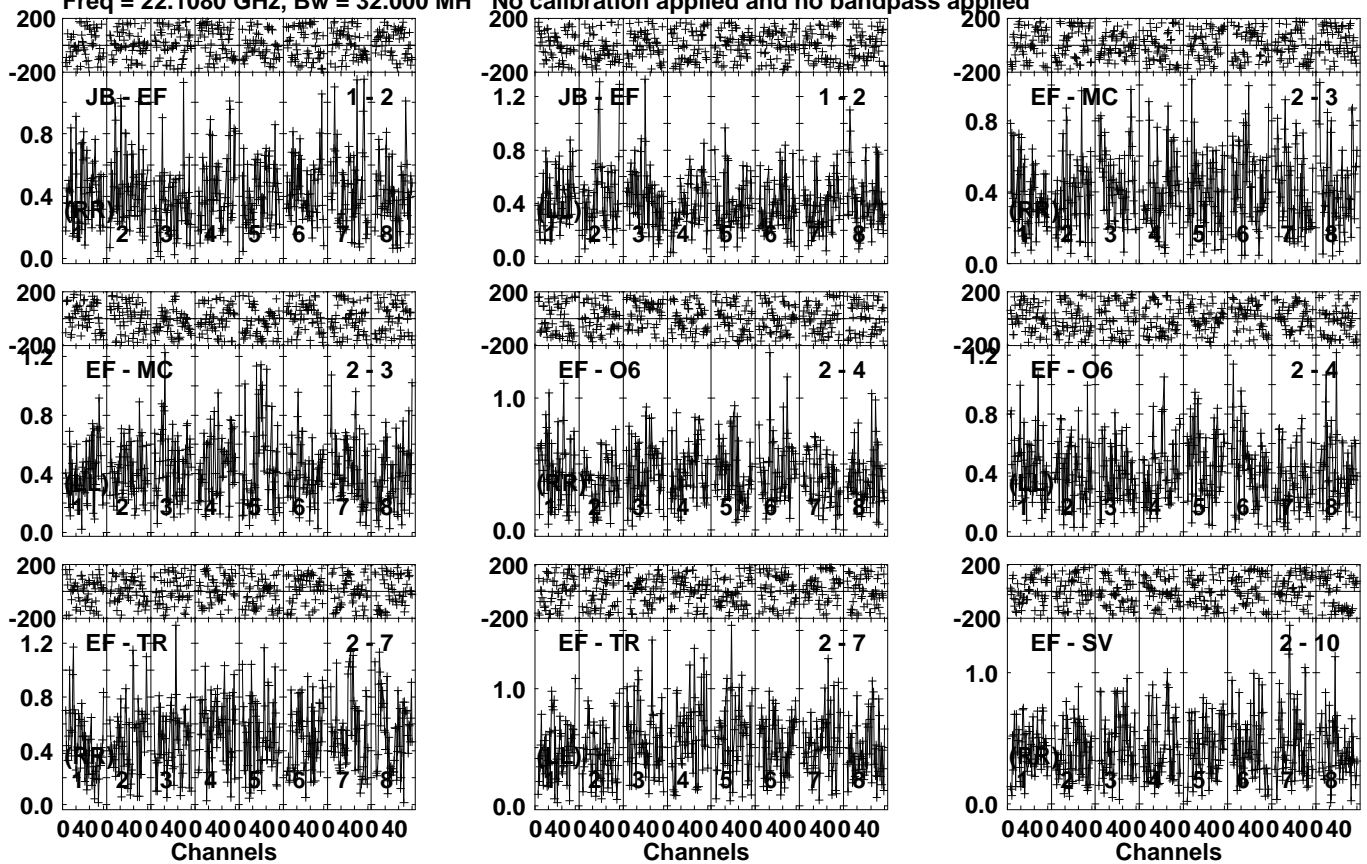 Freq = 22.1080 GHz, Bw = 32.000 MH No calibration applied and no bandpass applied
200 200 200
-200 -200 -200
JB - EF 1 - 2 JB - EF 1 - 2 EF - MC 2 - 3
1.2
0.8 0.8 0.8
0.4 0.4 0.4
(RR) (LL) (RR)
1 2 3 4 5 6 7 8 1 2 3 4 5 6 7 8 1 2 3 4 5 6 7 8
0.0 0.0 0.0
200 200 200
-200 -200 -200
1.2 1.2
EF - MC 2 - 3 EF - O6 2 - 4 EF - O6 2 - 4
0.8 1.0 0.8
0.4 0.4
(LL) (RR) (LL)
1 2 3 4 5 6 7 8 1 2 3 4 5 6 7 8 1 2 3 4 5 6 7 8
0.0 0.0 0.0
200 200 200
-200 -200 -200
1.2 EF - TR 2 - 7 EF - TR 2 - 7 EF - SV 2 - 10
0.8 1.0 1.0
0.4
(RR) (LL) (RR)
1 2 3 4 5 6 7 8 1 2 3 4 5 6 7 8 1 2 3 4 5 6 7 8
0.0 0.0 0.0
0 40 0 40 0 40 0 40 0 40 0 40 0 40 40 0 40 0 40 0 40 0 40 0 40 0 40 0 40 40 0 40 0 40 0 40 0 40 0 40 0 40 0 40 40
Channels Channels Channels